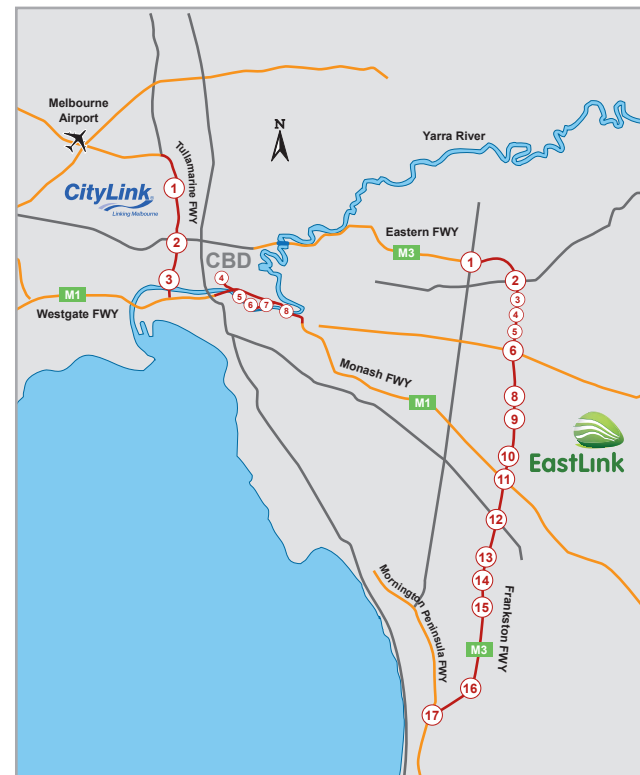 Melbourne
Airport
N
Yarra River
Tullamarine FWY
1
CityLink
Linking Melbourne
2
Eastern FWY
M3
1
CBD
3
4
2
3
M1
Westgate FWY
5
6
7
8
4
5
6
Monash FWY
M1
8
9
EastLink
10
11
12
13
Mornington
Peninsula FWY
14
Frankston FWY
15
M3
16
17